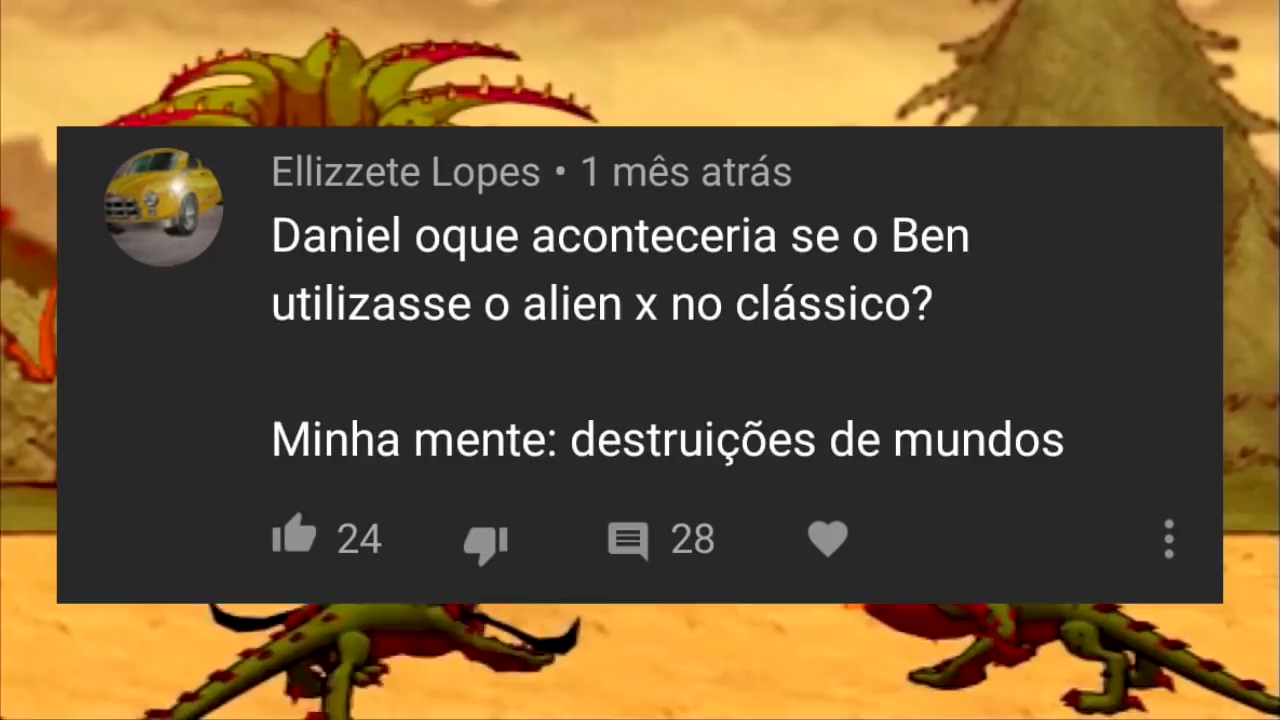 Ellizzete Lopes • 1 mês atrás
Daniel oque aconteceria se o Ben
utilizasse o alien x no clássico?
Minha mente: destruições de mundos
24 28